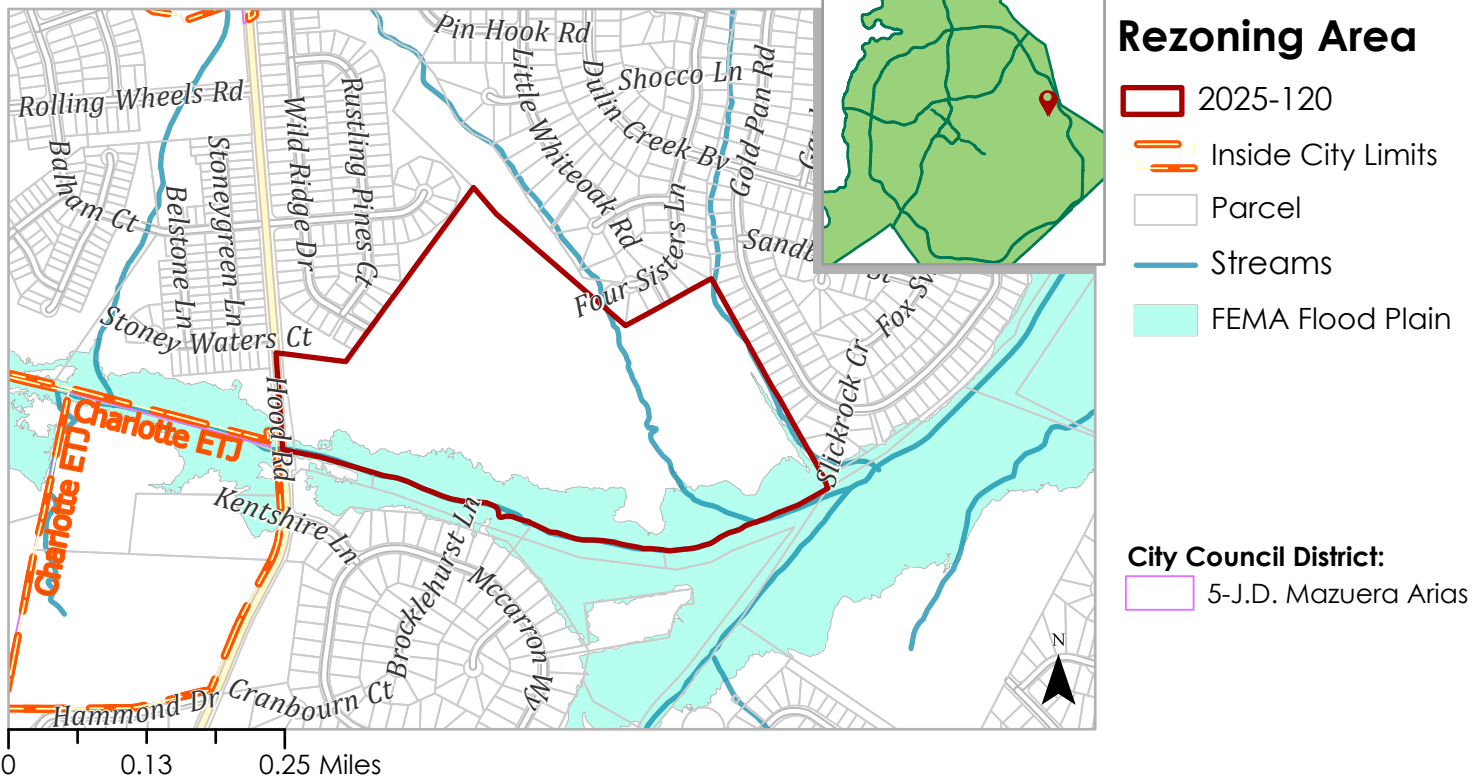 Pin Hook Rd
Little Whiteoak Rd
Dulin Creek Bv
Shocco Ln
Gold Pan Rd
Rolling Wheels Rd
Wild Ridge Dr
Rustling Pines Ct
Balham Ct
Stoneygreen Ln
Belstone Ln
Four Sisters Ln
Stoney Waters Ct
Fox
Slickrock Cr
Hood Rd
Charlotte ETJ
Charlotte ETJ
Kentshire Ln
Brocklehurst Ln
Mccarron Wy
Cranbourn Ct
Hammond Dr
N
0 0.13 0.25 Miles
Rezoning Area
2025-120
Inside City Limits
Parcel
Streams
FEMA Flood Plain
City Council District:
5-J.D. Mazuera Arias